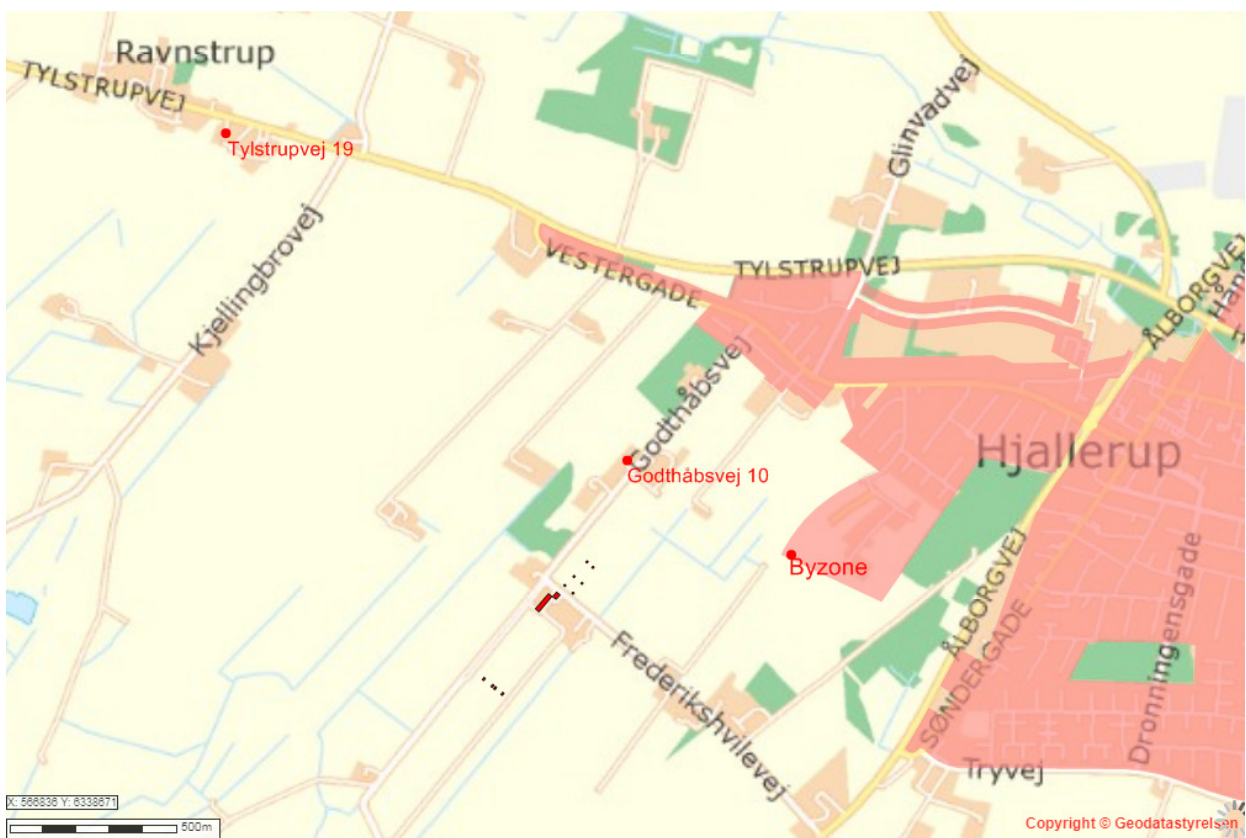 Ravnstrup
TYLSTRUPVEJ
Tylstrupvej 19
Glinvadvej
Kjellingbrovej
VESTERGADE
TYLSTRUPVEJ
ÅLBORGVEJ
Godthåbsvej
Hjallerup
Godthåbsvej 10
Byzone
Frederikshvilevej
ÅLBORGVEJ
SØNDERGADE
Dronningensgade
Tryvej
X: 566836 Y: 6338671
500m
Copyright © Geodatastyrelsen